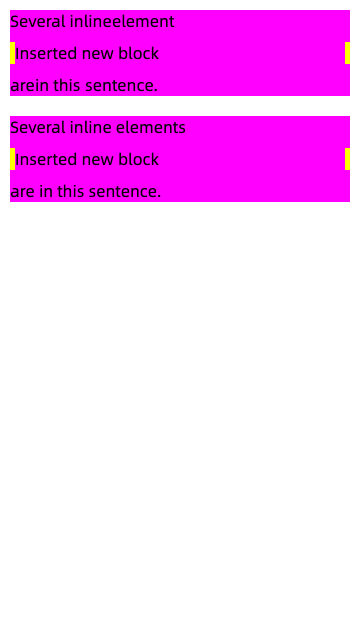 Several inlineelement
Inserted new block
arein this sentence.
Several inline elements
Inserted new block
are in this sentence.